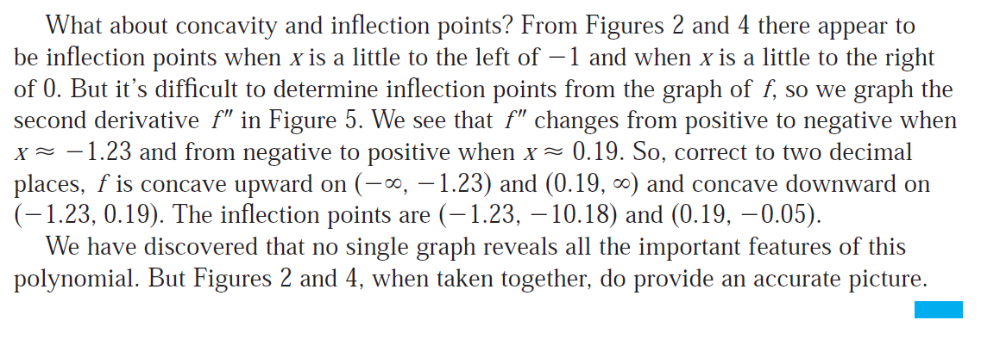 What about concavity and inflection points? From Figures 2 and 4 there appear to
be inflection points when x is a little to the left of −1 and when x is a little to the right
of 0. But it's difficult to determine inflection points from the graph of f, so we graph the
second derivative f″ in Figure 5. We see that f″ changes from positive to negative when
x ≈ −1.23 and from negative to positive when x ≈ 0.19. So, correct to two decimal
places, f is concave upward on (−∞, −1.23) and (0.19, ∞) and concave downward on
(−1.23, 0.19). The inflection points are (−1.23, −10.18) and (0.19, −0.05).
We have discovered that no single graph reveals all the important features of this
polynomial. But Figures 2 and 4, when taken together, do provide an accurate picture.